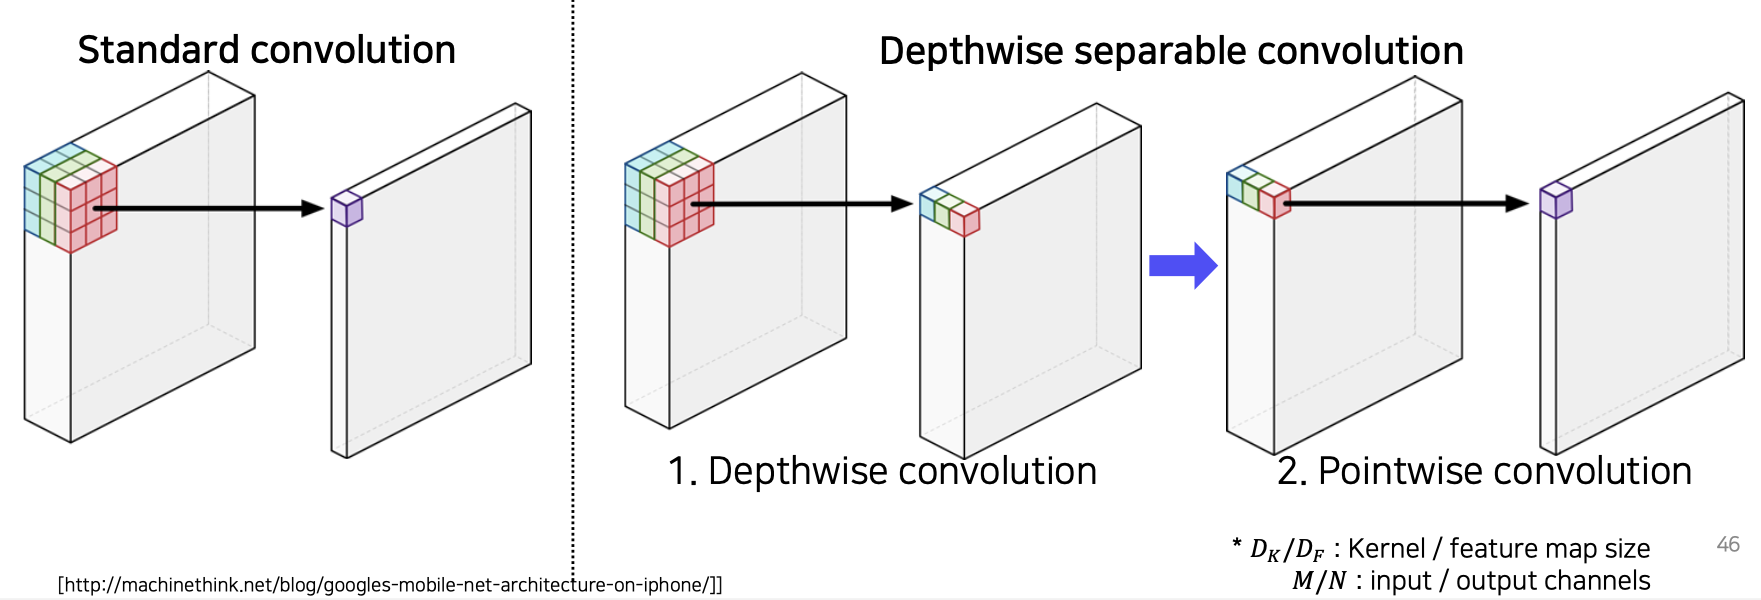 Standard convolution
Depthwise separable convolution
1. Depthwise convolution
2. Pointwise convolution
* D_K/D_F : Kernel / feature map size
M/N : input / output channels
46
[http://machinethink.net/blog/googles-mobile-net-architecture-on-iphone/]]